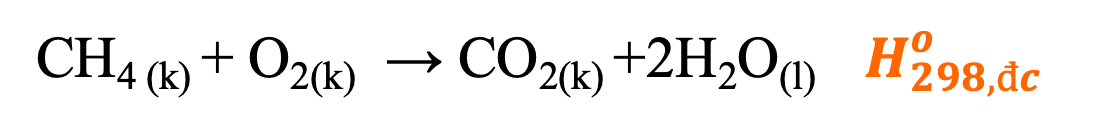 CH₄ (k) + O₂(k) → CO₂(k) +2H₂O(l) H°₂₉₈,đc